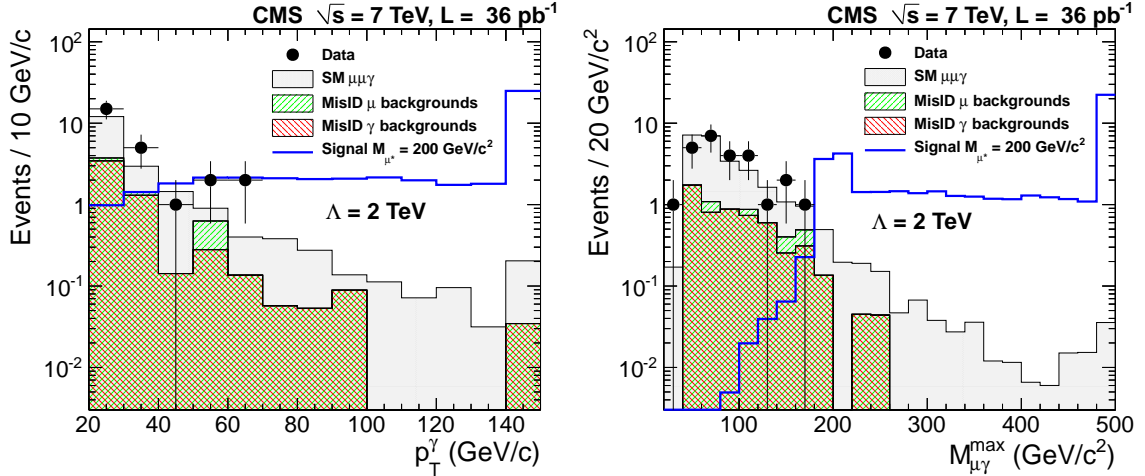 CMS √s = 7 TeV, L = 36 pb⁻¹
Events / 10 GeV/c
10²
10
1
10⁻¹
10⁻²
Data
SM μμγ
MisID μ backgrounds
MisID γ backgrounds
Signal M_μ* = 200 GeV/c²
Λ = 2 TeV
20 40 60 80 100 120 140
p_T^γ (GeV/c)
CMS √s = 7 TeV, L = 36 pb⁻¹
Events / 20 GeV/c²
10²
10
1
10⁻¹
10⁻²
Data
SM μμγ
MisID μ backgrounds
MisID γ backgrounds
Signal M_μ* = 200 GeV/c²
Λ = 2 TeV
100 200 300 400 500
M_μγ^max (GeV/c²)